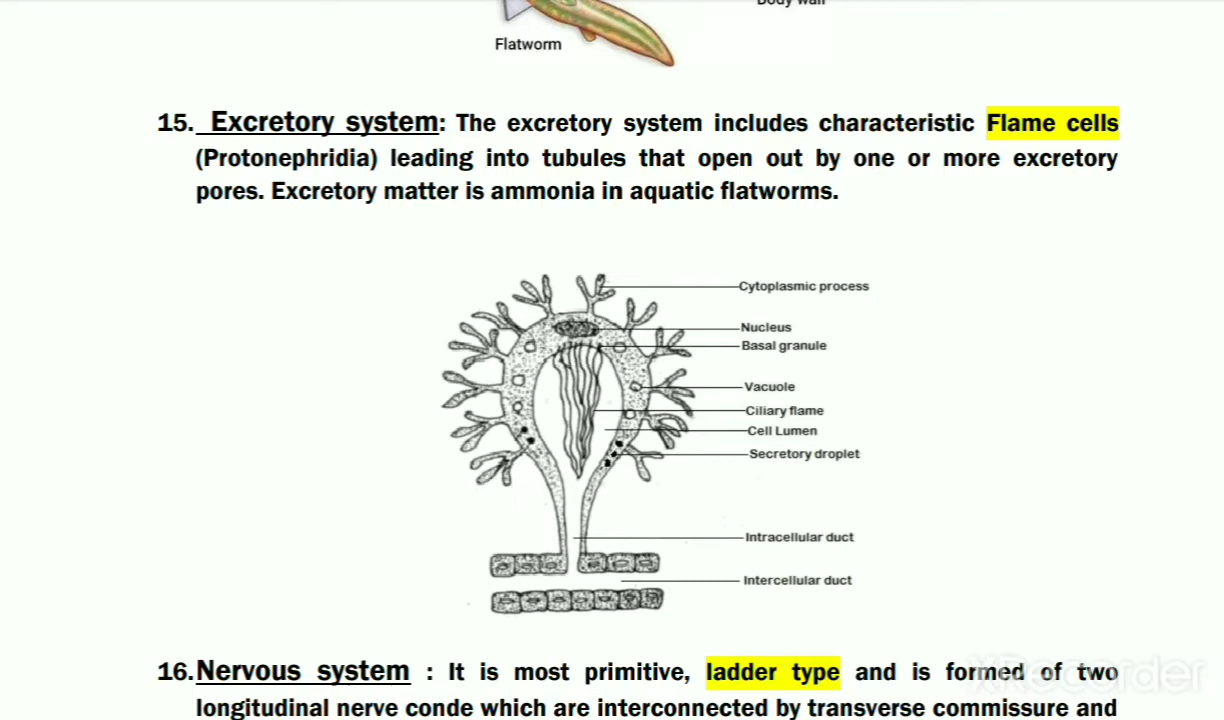 Body wall
Flatworm
15. Excretory system: The excretory system includes characteristic Flame cells
(Protonephridia) leading into tubules that open out by one or more excretory
pores. Excretory matter is ammonia in aquatic flatworms.
Cytoplasmic process
Nucleus
Basal granule
Vacuole
Ciliary flame
Cell Lumen
Secretory droplet
Intracellular duct
Intercellular duct
16. Nervous system : It is most primitive, ladder type and is formed of two
XRecorder
longitudinal nerve conde which are interconnected by transverse commissure and